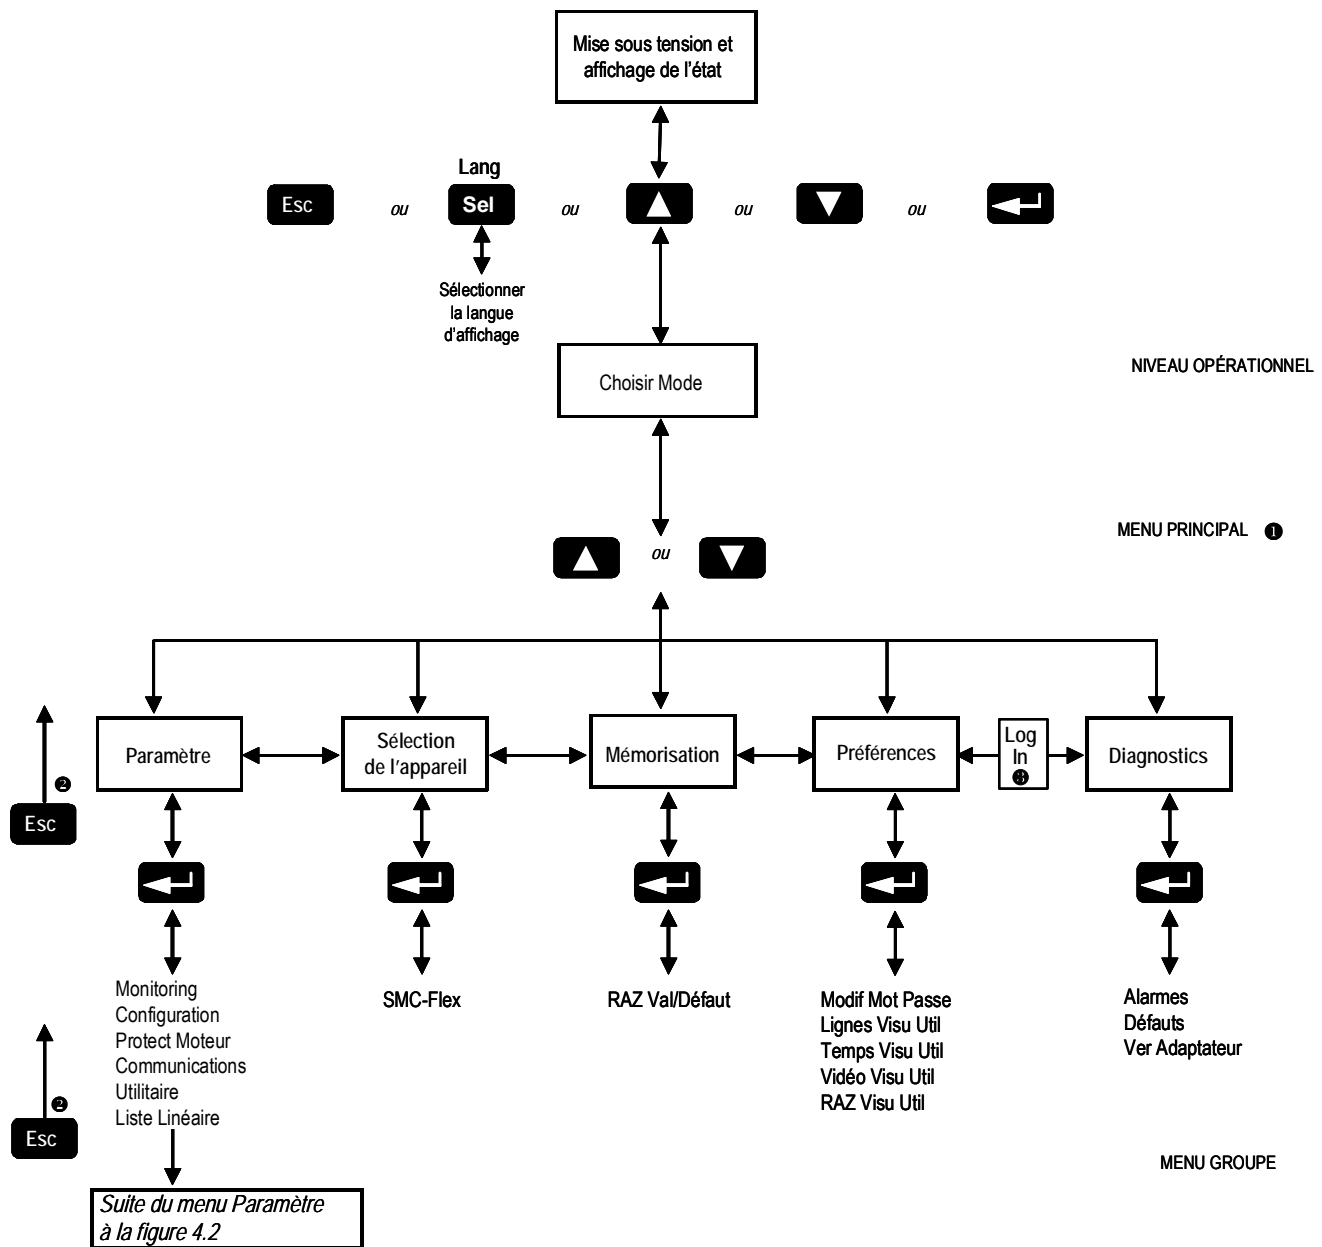 Mise sous tension et
affichage de l'état
Lang
Esc ou Sel ou ou ou
Sélectionner
la langue
d'affichage
Choisir Mode
NIVEAU OPÉRATIONNEL
MENU PRINCIPAL ❶
ou
Paramètre
Sélection
de l'appareil
Mémorisation
Préférences
Log
In
Diagnostics
❷
Esc
Monitoring
Configuration
Protect Moteur
Communications
Utilitaire
Liste Linéaire
SMC-Flex
RAZ Val/Défaut
Modif Mot Passe
Lignes Visu Util
Temps Visu Util
Vidéo Visu Util
RAZ Visu Util
Alarmes
Défauts
Ver Adaptateur
❷
Esc
MENU GROUPE
Suite du menu Paramètre
à la figure 4.2